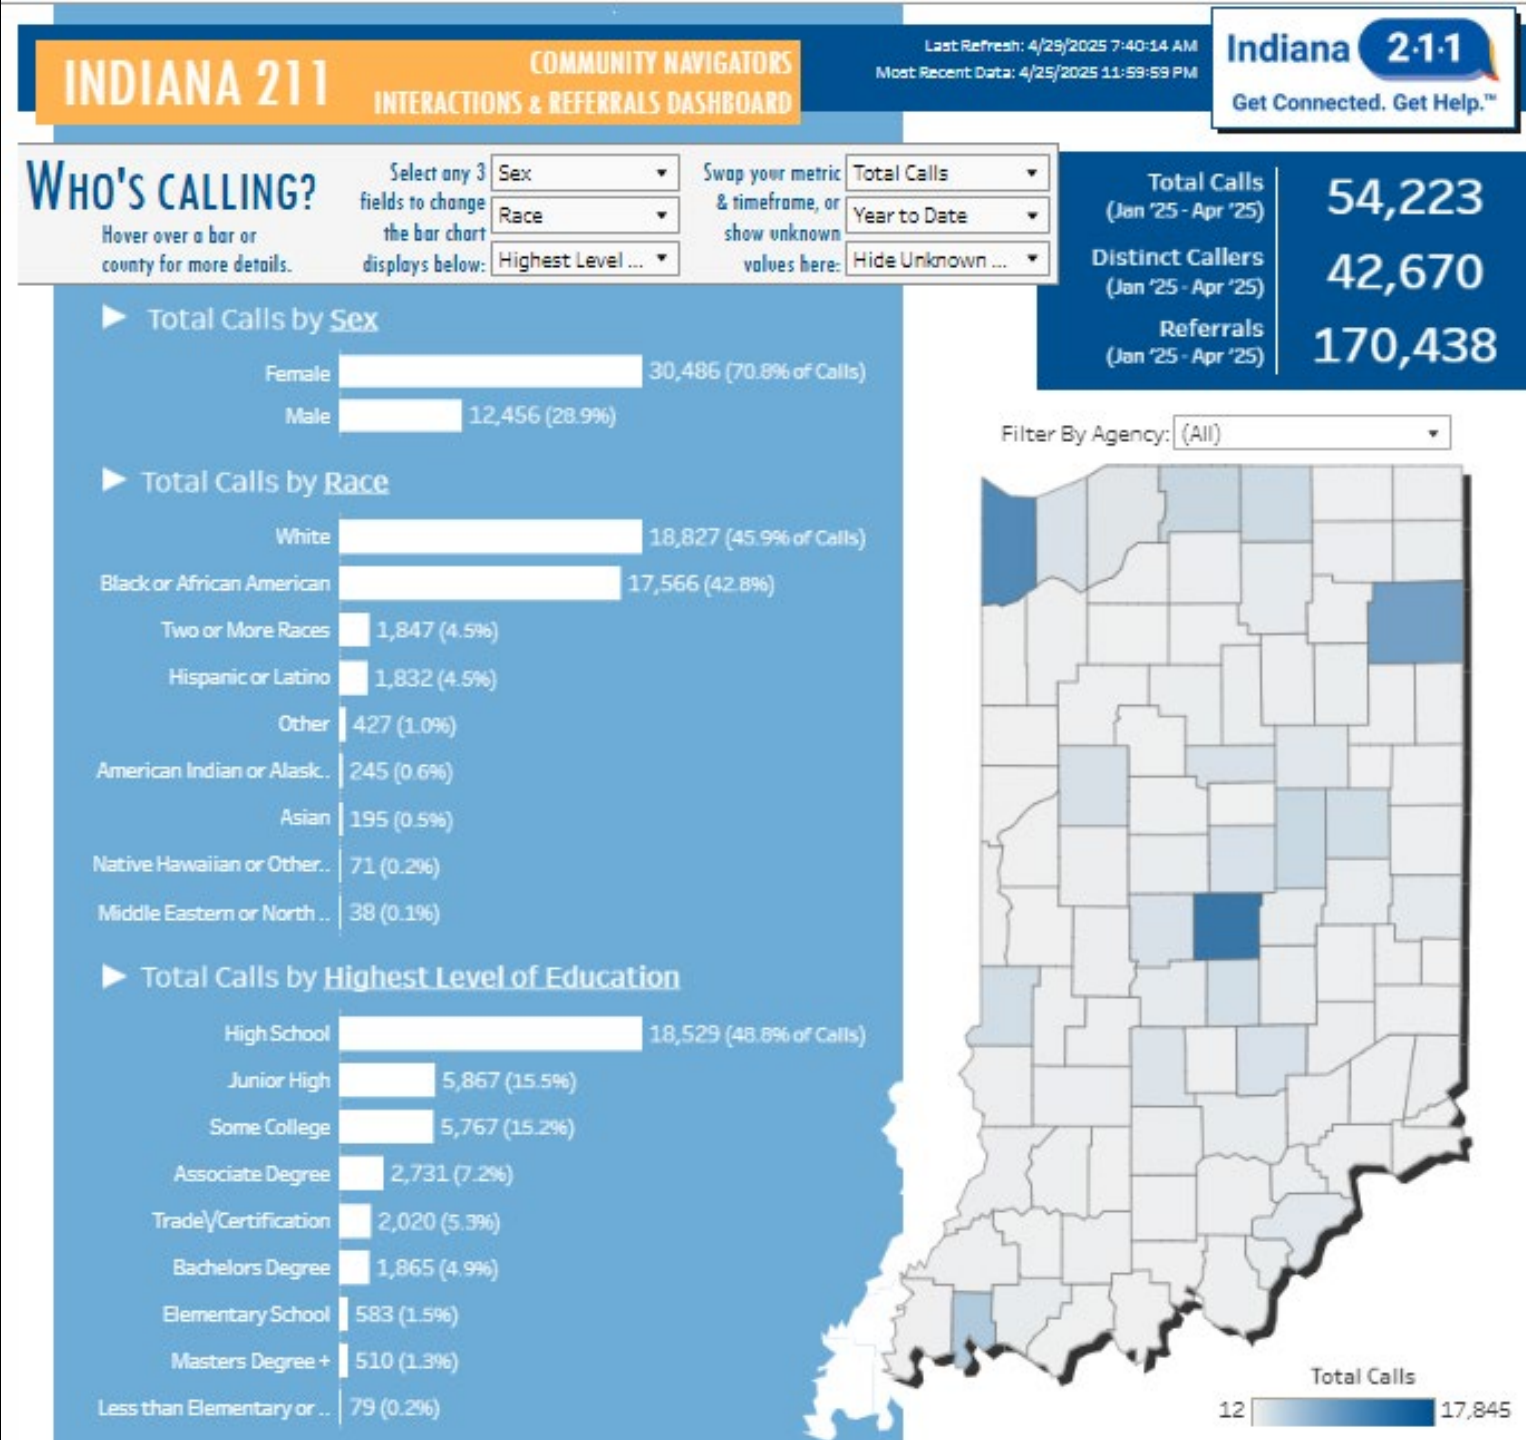 INDIANA 211
COMMUNITY NAVIGATORS
INTERACTIONS & REFERRALS DASHBOARD
Last Refresh: 4/29/2025 7:40:14 AM
Most Recent Data: 4/25/2025 11:59:59 PM
Indiana 2·1·1
Get Connected. Get Help.™
WHO'S CALLING?
Hover over a bar or
county for more details.
Select any 3
fields to change
the bar chart
displays below:
Sex
Race
Highest Level ...
Swap your metric
& timeframe, or
show unknown
values here:
Total Calls
Year to Date
Hide Unknown ...
Total Calls
(Jan '25 - Apr '25)
54,223
Distinct Callers
(Jan '25 - Apr '25)
42,670
Referrals
(Jan '25 - Apr '25)
170,438
Total Calls by Sex
Female 30,486 (70.8% of Calls)
Male 12,456 (28.9%)
Total Calls by Race
White 18,827 (45.9% of Calls)
Black or African American 17,566 (42.8%)
Two or More Races 1,847 (4.5%)
Hispanic or Latino 1,832 (4.5%)
Other 427 (1.0%)
American Indian or Alask.. 245 (0.6%)
Asian 195 (0.5%)
Native Hawaiian or Other.. 71 (0.2%)
Middle Eastern or North .. 38 (0.1%)
Total Calls by Highest Level of Education
High School 18,529 (48.8% of Calls)
Junior High 5,867 (15.5%)
Some College 5,767 (15.2%)
Associate Degree 2,731 (7.2%)
Trade\/Certification 2,020 (5.3%)
Bachelors Degree 1,865 (4.9%)
Elementary School 583 (1.5%)
Masters Degree + 510 (1.3%)
Less than Elementary or .. 79 (0.2%)
Filter By Agency: (All)
Total Calls
12 17,845